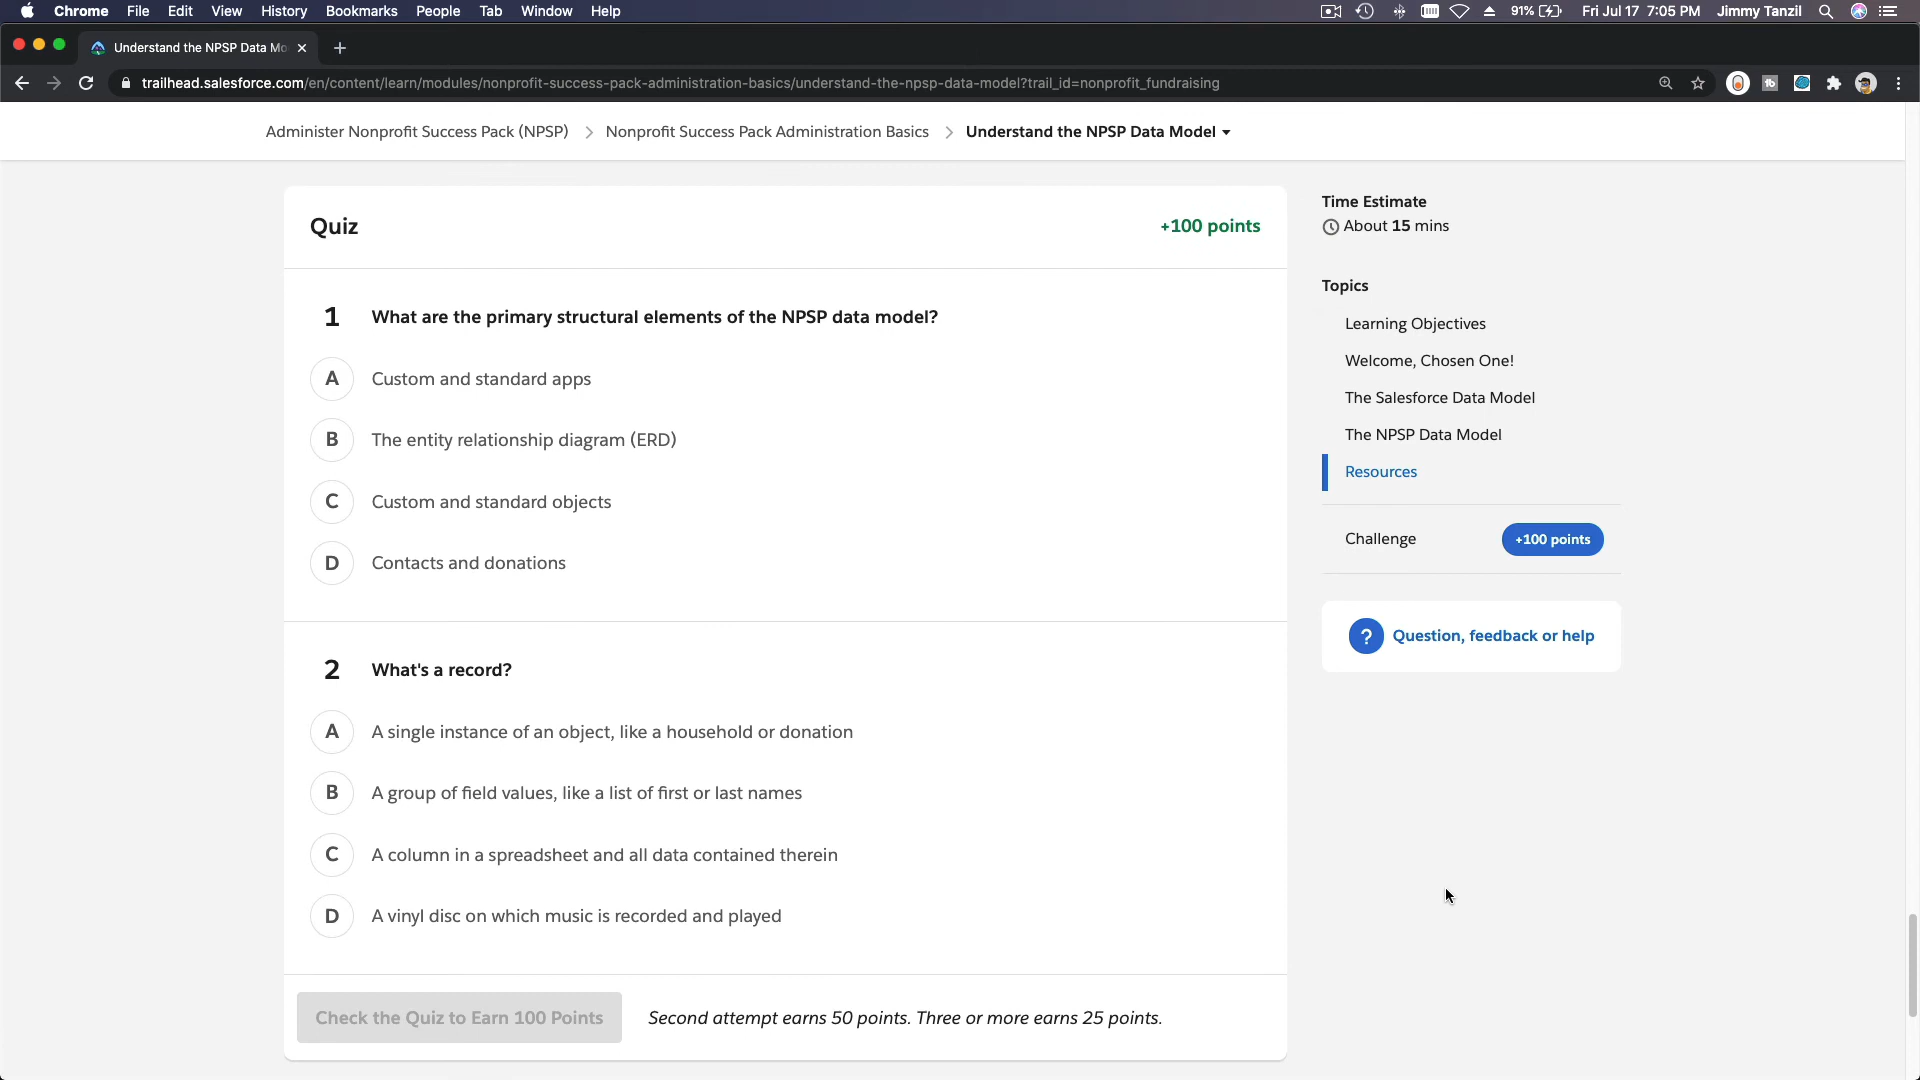 Chrome File Edit View History Bookmarks People Tab Window Help 91% Fri Jul 17 7:05 PM Jimmy Tanzil
Understand the NPSP Data Mo
trailhead.salesforce.com/en/content/learn/modules/nonprofit-success-pack-administration-basics/understand-the-npsp-data-model?trail_id=nonprofit_fundraising
Administer Nonprofit Success Pack (NPSP) > Nonprofit Success Pack Administration Basics > Understand the NPSP Data Model
Quiz +100 points
1 What are the primary structural elements of the NPSP data model?
A Custom and standard apps
B The entity relationship diagram (ERD)
C Custom and standard objects
D Contacts and donations
2 What's a record?
A A single instance of an object, like a household or donation
B A group of field values, like a list of first or last names
C A column in a spreadsheet and all data contained therein
D A vinyl disc on which music is recorded and played
Check the Quiz to Earn 100 Points Second attempt earns 50 points. Three or more earns 25 points.
Time Estimate
About 15 mins
Topics
Learning Objectives
Welcome, Chosen One!
The Salesforce Data Model
The NPSP Data Model
Resources
Challenge +100 points
? Question, feedback or help